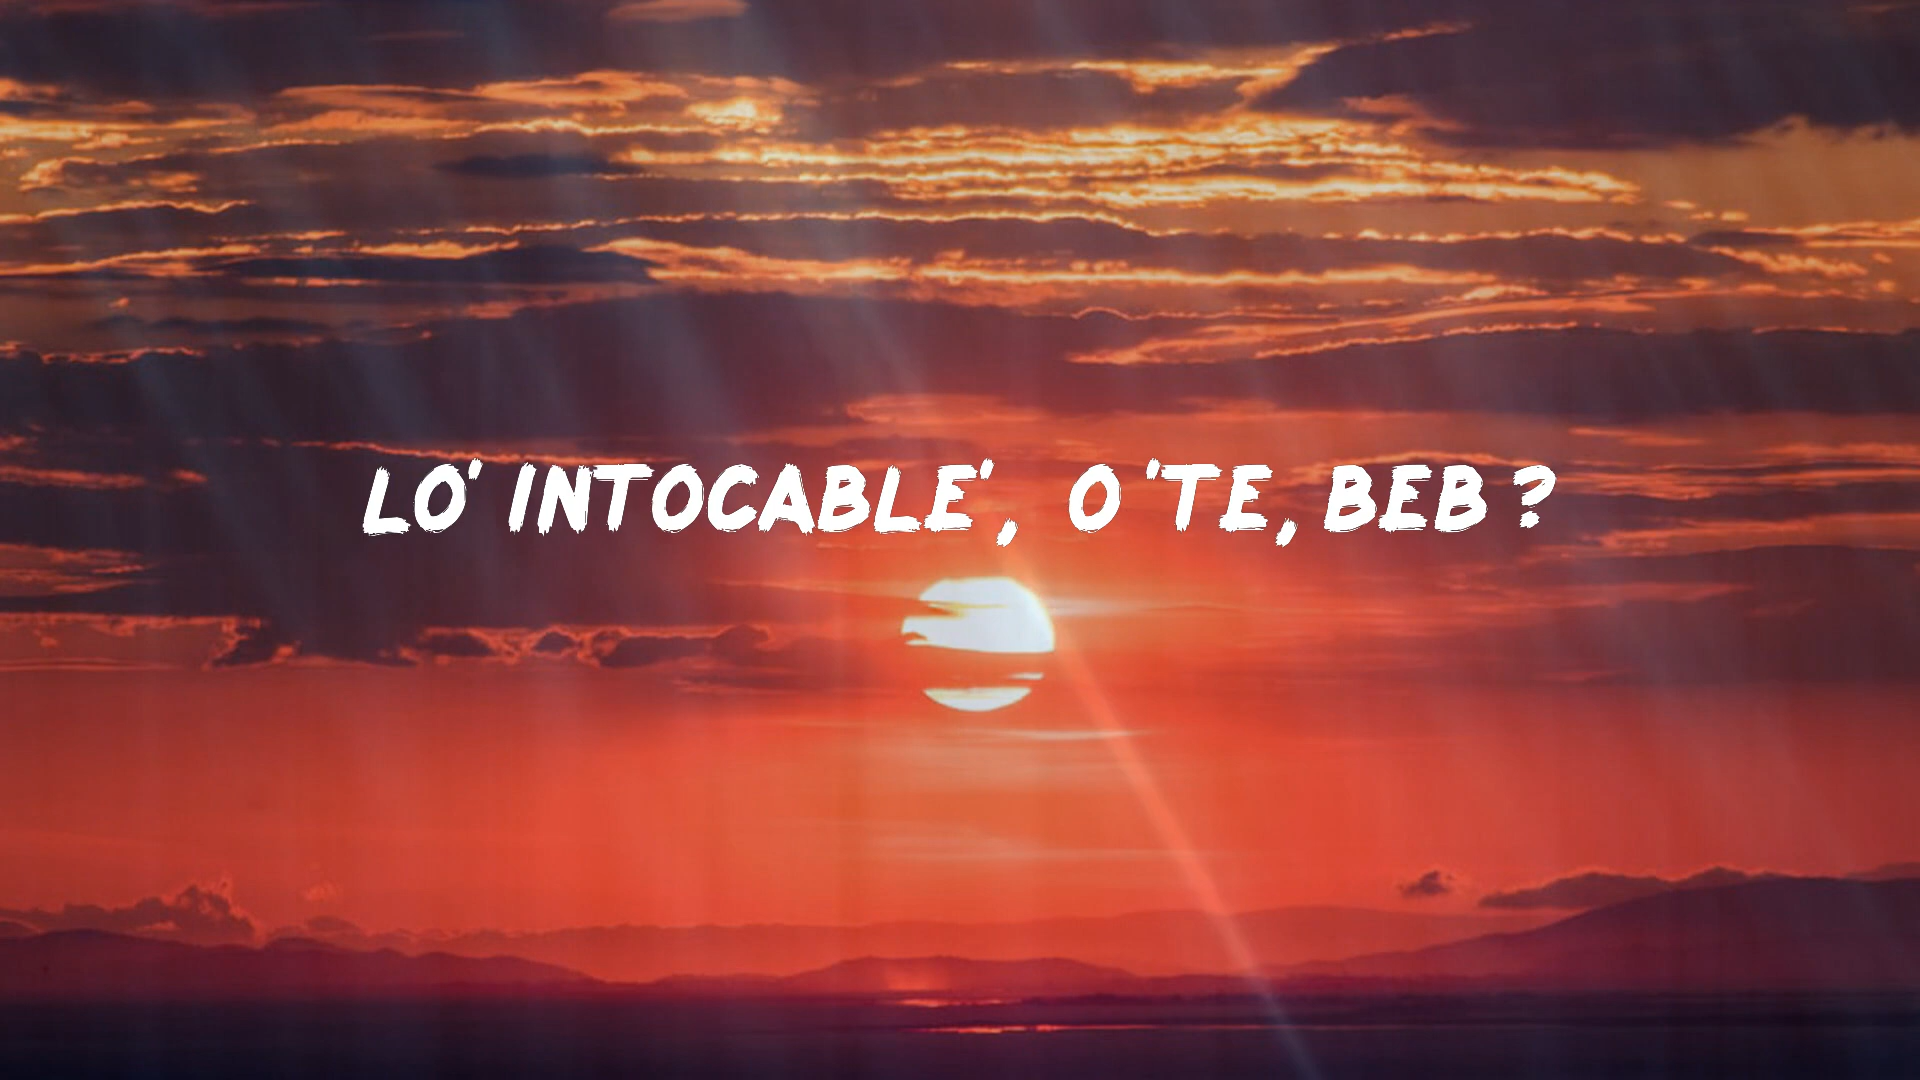 LO' INTOCABLE', O 'TE, BEB ?